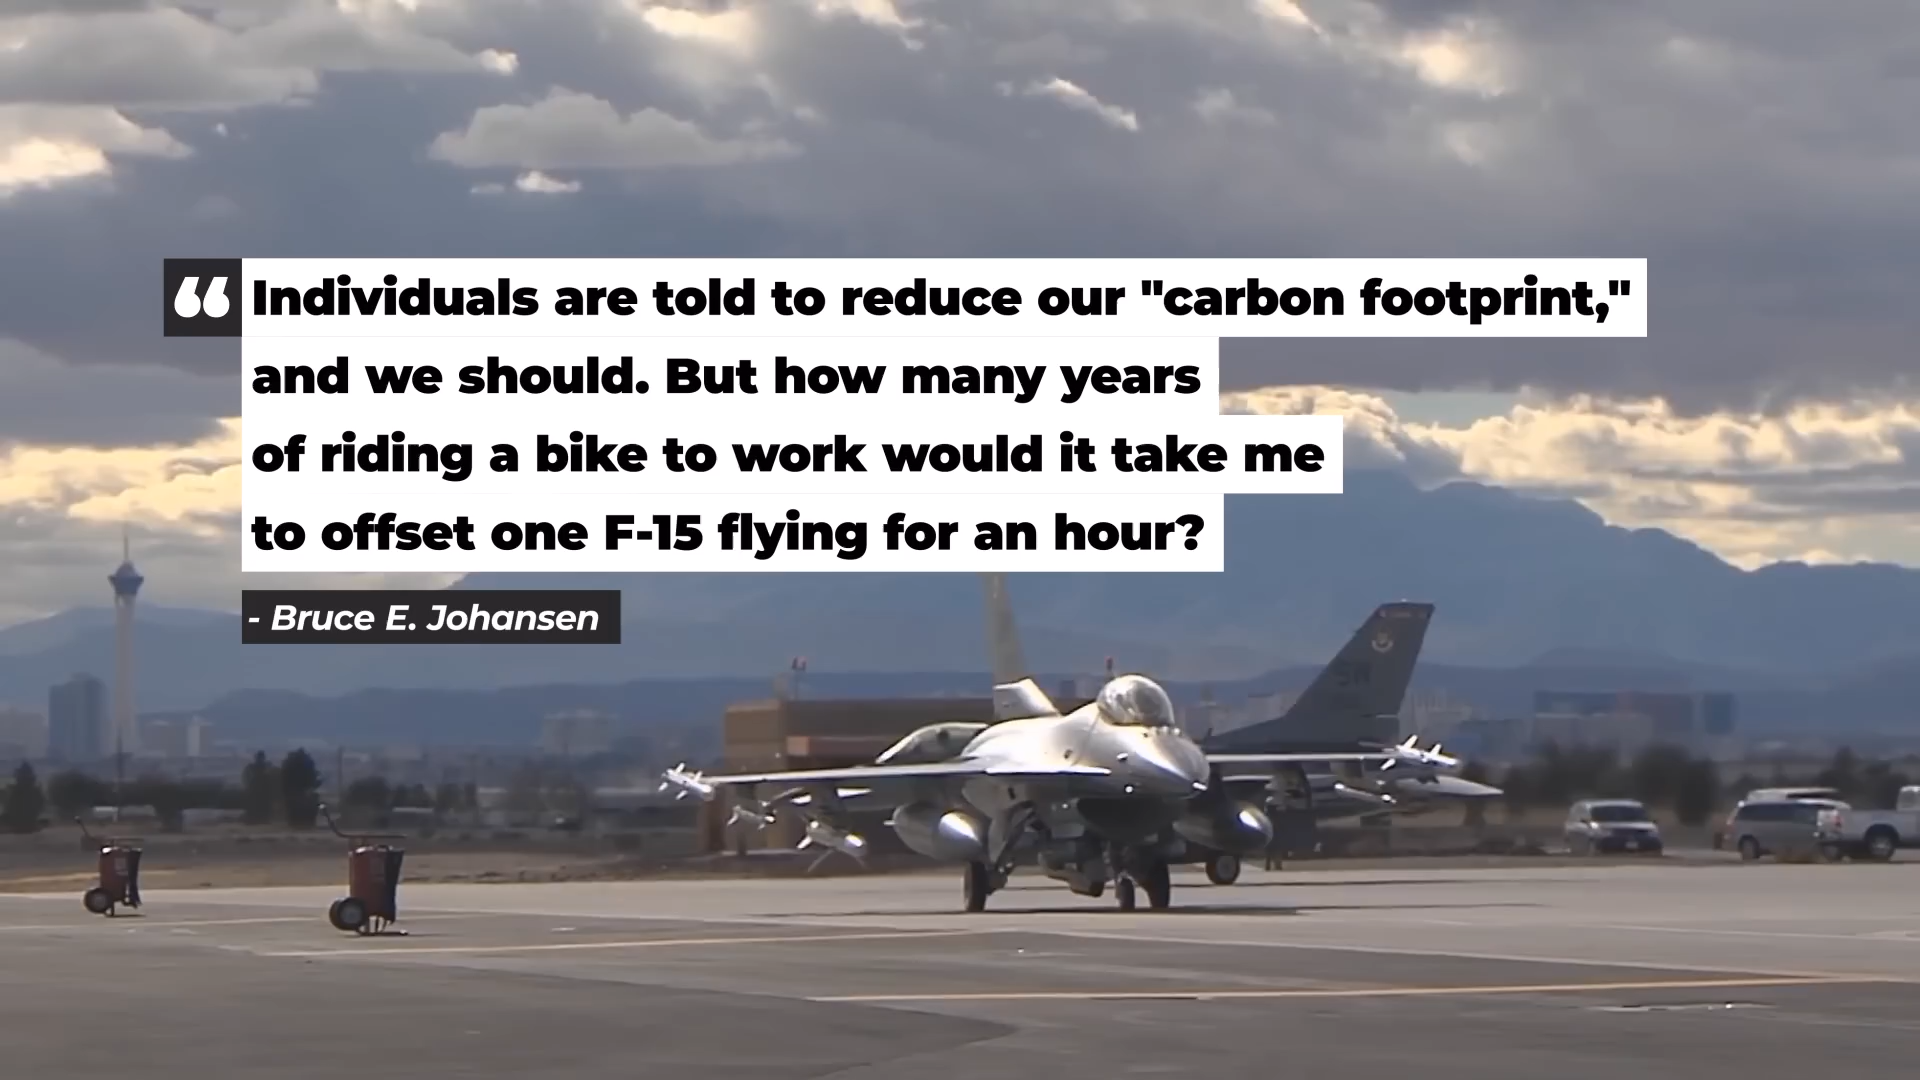 “Individuals are told to reduce our "carbon footprint,"
and we should. But how many years
of riding a bike to work would it take me
to offset one F-15 flying for an hour?
- Bruce E. Johansen